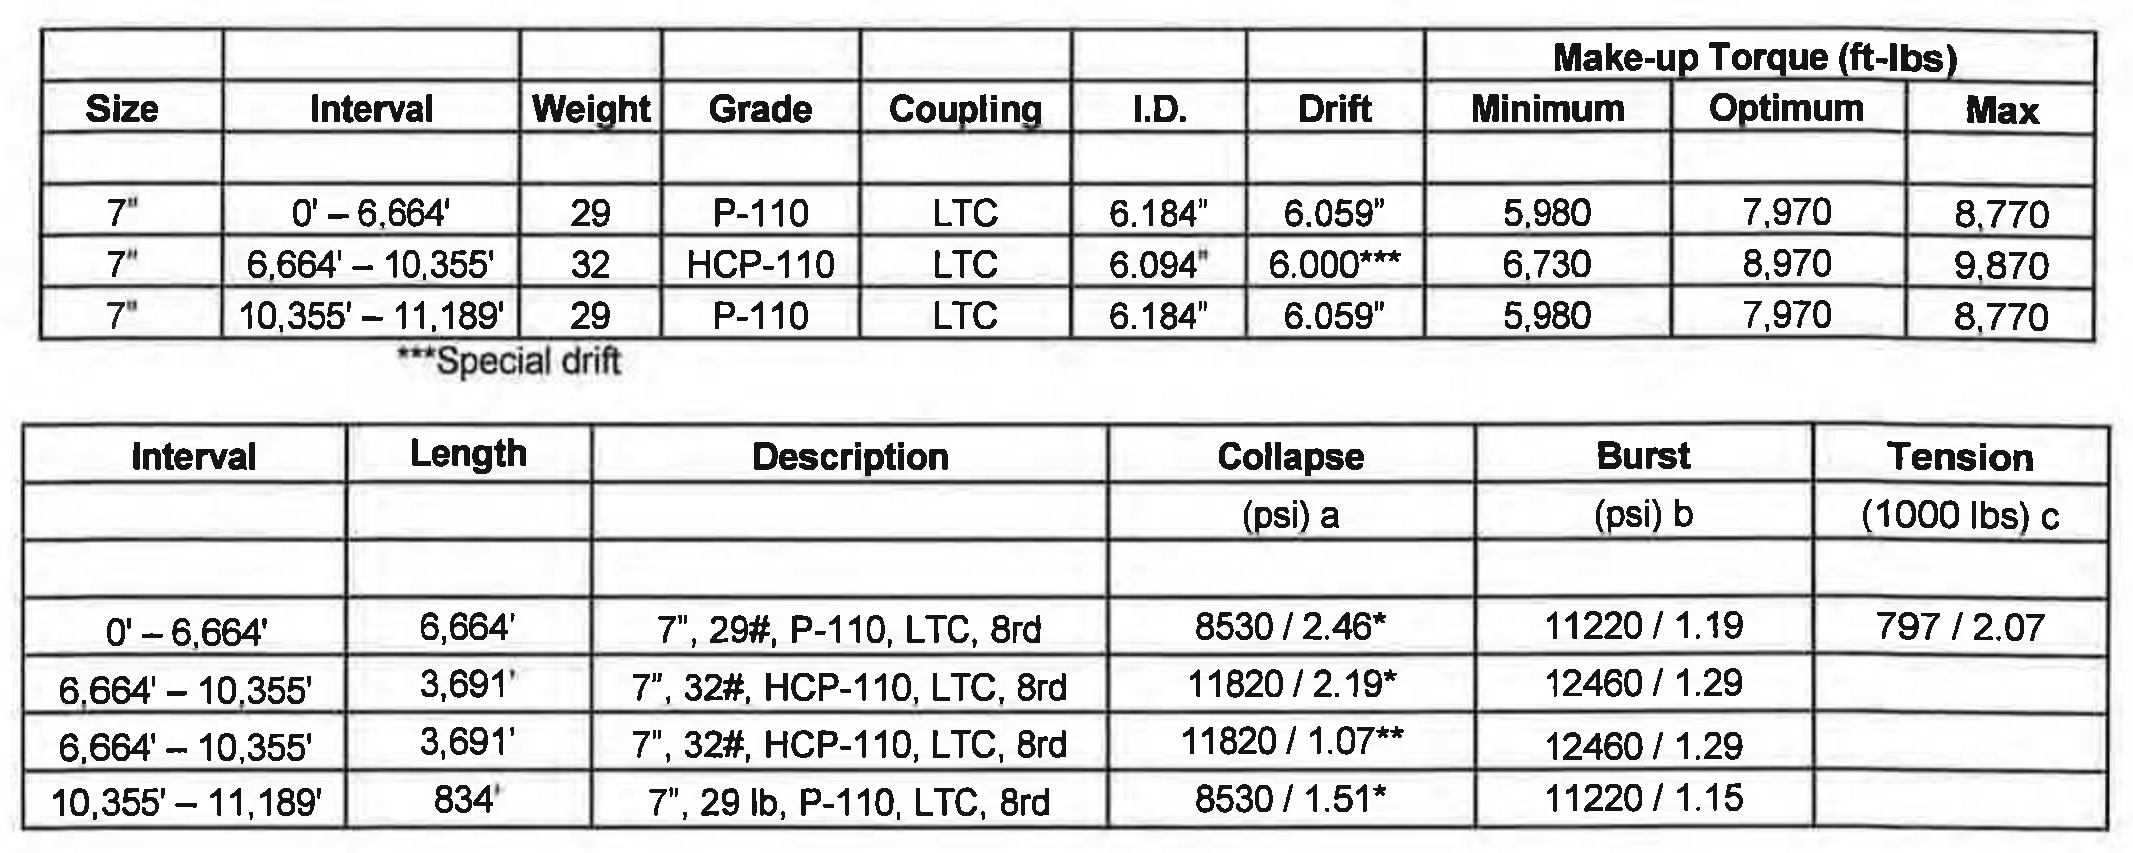 Make-up Torque (ft-lbs)
Size Interval Weight Grade Coupling I.D. Drift Minimum Optimum Max
7" 0' – 6,664' 29 P-110 LTC 6.184" 6.059" 5,980 7,970 8,770
7" 6,664' – 10,355' 32 HCP-110 LTC 6.094" 6.000*** 6,730 8,970 9,870
7" 10,355' – 11,189' 29 P-110 LTC 6.184" 6.059" 5,980 7,970 8,770
***Special drift
Interval Length Description Collapse Burst Tension
(psi) a (psi) b (1000 lbs) c
0' – 6,664' 6,664' 7", 29#, P-110, LTC, 8rd 8530 / 2.46* 11220 / 1.19 797 / 2.07
6,664' – 10,355' 3,691' 7", 32#, HCP-110, LTC, 8rd 11820 / 2.19* 12460 / 1.29
6,664' – 10,355' 3,691' 7", 32#, HCP-110, LTC, 8rd 11820 / 1.07** 12460 / 1.29
10,355' – 11,189' 834' 7", 29 lb, P-110, LTC, 8rd 8530 / 1.51* 11220 / 1.15